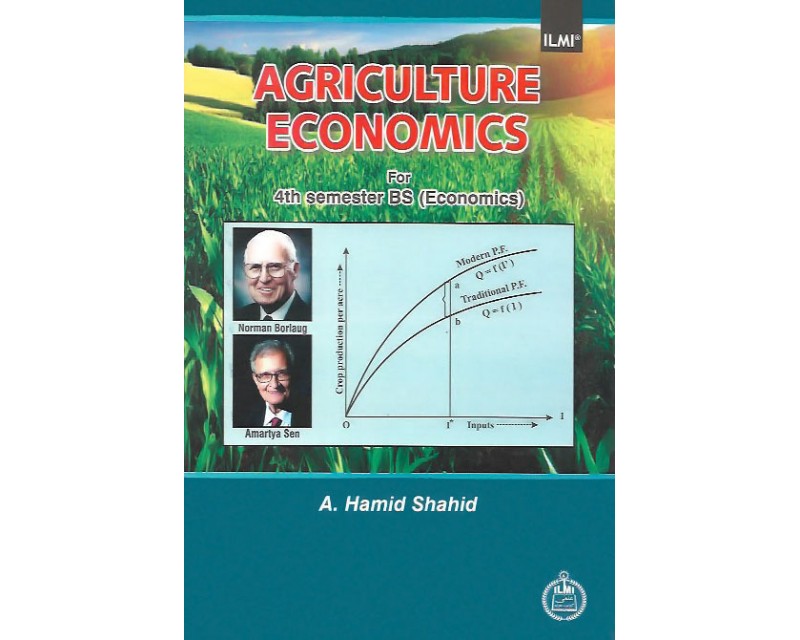 ILMI®
AGRICULTURE
ECONOMICS
For
4th semester BS (Economics)
Norman Borlaug
Amartya Sen
Crop production per acre
Modern P.F.
Q = f (I' )
a
Traditional P.F.
Q = f ( I )
b
O
I*
Inputs
I
A. Hamid Shahid
ILMI